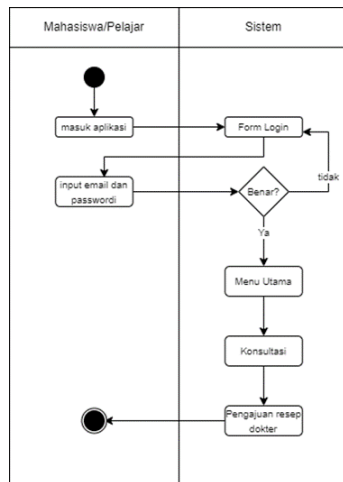 Mahasiswa/Pelajar
Sistem
masuk aplikasi
Form Login
input email dan
passwordi
Benar?
tidak
Ya
Menu Utama
Konsultasi
Pengajuan resep
dokter